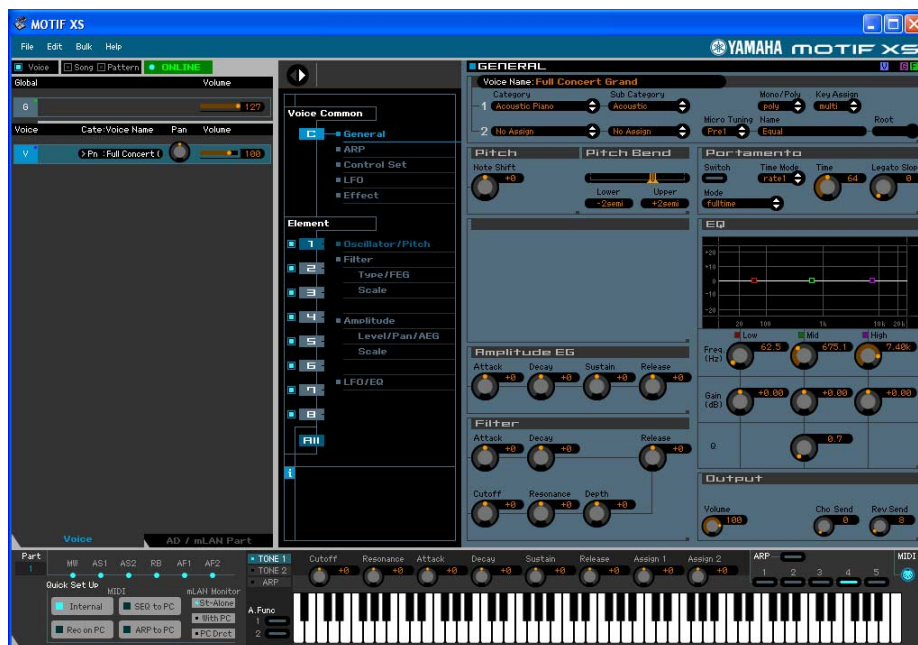 MOTIF XS
File Edit Bulk Help
YAMAHA MOTIF XS
Voice Song Pattern ONLINE
Global Volume
G 127
Voice Cate:Voice Name Pan Volume
V Pn :Full Concert G 100
Voice AD / mLAN Part
Voice Common
C General
ARP
Control Set
LFO
Effect
Element
1 Oscillator/Pitch
2 Filter
Type/FEG
3 Scale
4 Amplitude
5 Level/Pan/AEG
Scale
6
7 LFO/EQ
8
All
i
GENERAL V
Voice Name:Full Concert Grand
Category Sub Category Mono/Poly Key Assign
1 Acoustic Piano Acoustic poly multi
Micro Tuning Name Root
2 No Assign No Assign Pre1 Equal
Pitch Pitch Bend Portamento
Note Shift +0
Lower Upper
-2semi +2semi
Switch Time Mode Time Legato Slop
rate1 64 0
Mode
fulltime
EQ
+20
+10
0
-10
-20
20 100 1k 10k 20k
Low Mid High
Freq (Hz) 62.5 675.1 7.40k
Gain (dB) +0.00 +0.00 +0.00
Q 0.7
Amplitude EG
Attack Decay Sustain Release
+0 +0 +0 +0
Filter
Attack Decay Release
+0 +0 +0
Cutoff Resonance Depth
+0 +0 +0
Output
Volume Cho Send Rev Send
100 0 8
Part
1
MW AS1 AS2 RB AF1 AF2
Quick Set Up
MIDI mLAN Monitor
Internal SEQ to PC St-Alone
With PC
Rec on PC ARP to PC PC Drct
TONE 1
TONE 2
ARP
Cutoff Resonance Attack Decay Sustain Release Assign 1 Assign 2
+0 +0 +0 +0 +0 +0 +0 +0
ARP
1 2 3 4 5
MIDI
A.Func
1
2